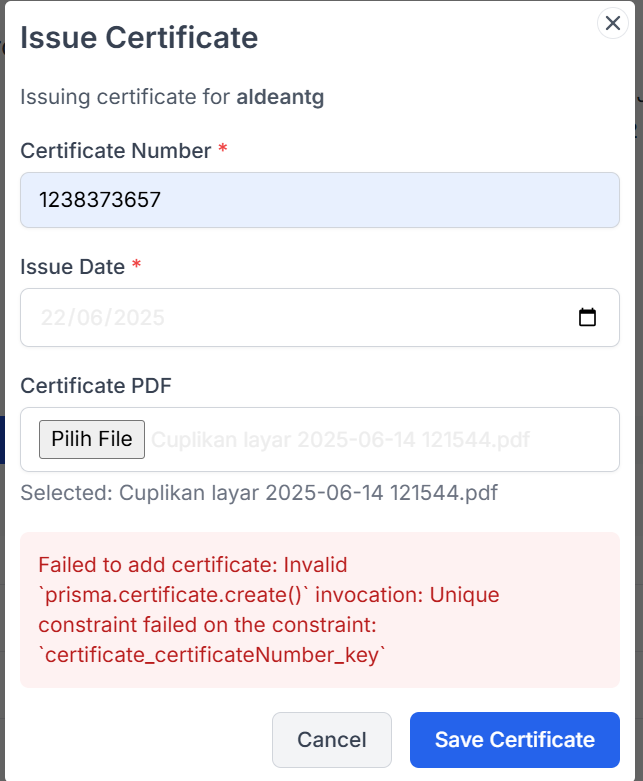 Issue Certificate
Issuing certificate for aldeantg
Certificate Number *
1238373657
Issue Date *
22/06/2025
Certificate PDF
Pilih File Cuplikan layar 2025-06-14 121544.pdf
Selected: Cuplikan layar 2025-06-14 121544.pdf
Failed to add certificate: Invalid
`prisma.certificate.create()` invocation: Unique
constraint failed on the constraint:
`certificate_certificateNumber_key`
Cancel
Save Certificate